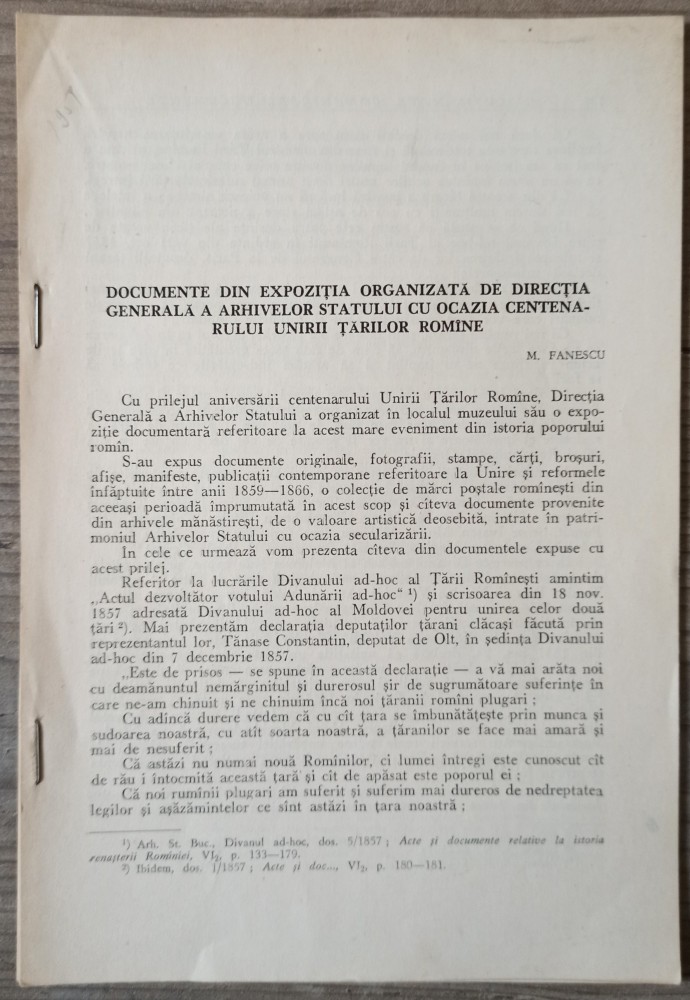 DOCUMENTE DIN EXPOZIȚIA ORGANIZATĂ DE DIRECȚIA
GENERALĂ A ARHIVELOR STATULUI CU OCAZIA CENTENA-
RULUI UNIRII ȚĂRILOR ROMÎNE
M. FANESCU
Cu prilejul aniversării centenarului Unirii Țărilor Romîne, Direcția
Generală a Arhivelor Statului a organizat în localul muzeului său o expo-
ziție documentară referitoare la acest mare eveniment din istoria poporului
romîn.
S-au expus documente originale, fotografii, stampe, cărți, broșuri,
afișe, manifeste, publicații contemporane referitoare la Unire și reformele
înfăptuite între anii 1859—1866, o colecție de mărci poștale romînești din
aceeași perioadă împrumutată în acest scop și cîteva documente provenite
din arhivele mănăstirești, de o valoare artistică deosebită, intrate în patri-
moniul Arhivelor Statului cu ocazia secularizării.
In cele ce urmează vom prezenta cîteva din documentele expuse cu
acest prilej.
Referitor la lucrările Divanului ad-hoc al Țării Romînești amintim
„Actul dezvoltător votului Adunării ad-hoc" ¹) și scrisoarea din 18 nov.
1857 adresată Divanului ad-hoc al Moldovei pentru unirea celor două
țări ²). Mai prezentăm declarația deputaților țărani clăcași făcută prin
reprezentantul lor, Tănase Constantin, deputat de Olt, în ședința Divanului
ad-hoc din 7 decembrie 1857.
„Este de prisos — se spune în această declarație — a vă mai arăta noi
cu deamănuntul nemărginitul și durerosul șir de sugrumătoare suferințe în
care ne-am chinuit și ne chinuim încă noi țăranii romîni plugari ;
Cu adîncă durere vedem că cu cît țara se îmbunătățește prin munca și
sudoarea noastră, cu atît soarta noastră, a țăranilor se face mai amară și
mai de nesuferit ;
Că astăzi nu numai nouă Romînilor, ci lumei întregi este cunoscut cît
de rău i întocmită această țară și cît de apăsat este poporul ei ;
Că noi rumînii plugari am suferit și suferim mai dureros de nedreptatea
legilor și așăzămintelor ce sînt astăzi în țara noastră ;
¹) Arh. St. Buc., Divanul ad-hoc, dos. 5/1857 ; Acte și documente relative la istoria
renașterii Romîniei, VI₂, p. 133—179.
²) Ibidem, dos. 1/1857 ; Acte și doc..., VI₂, p. 180—181.